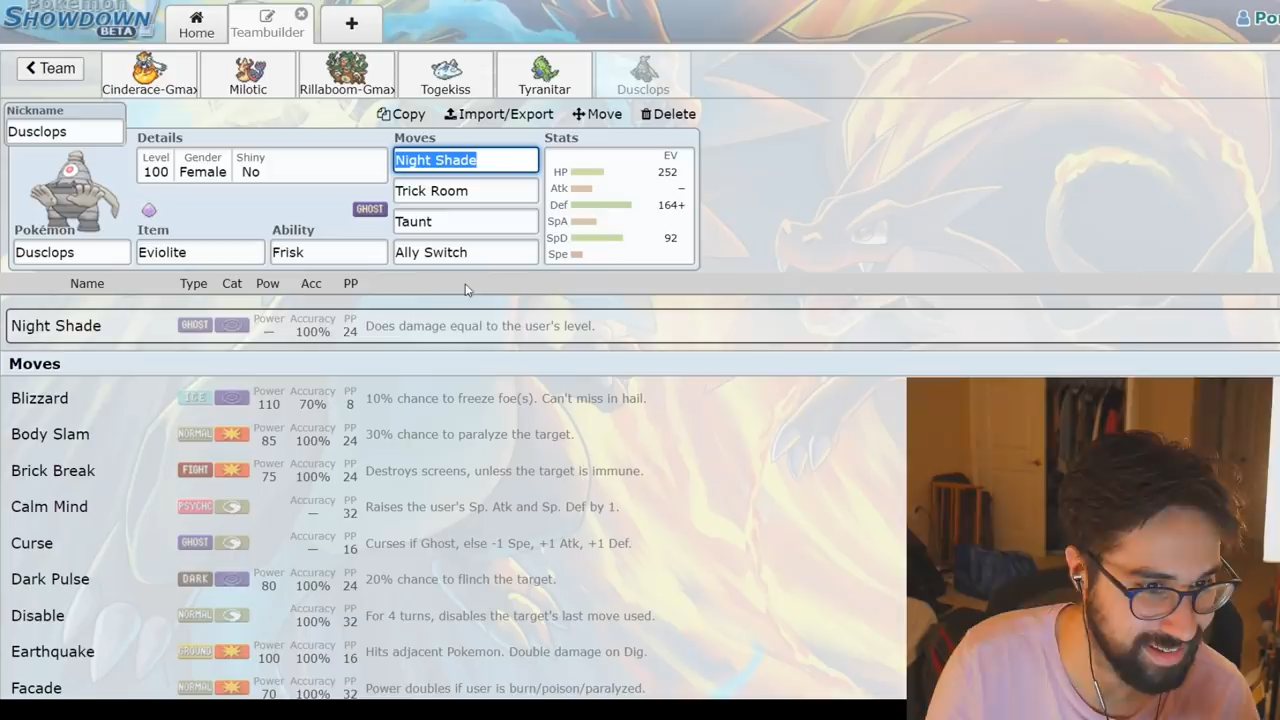 Pokémon
SHOWDOWN
BETA
Home
Teambuilder
+
Po
Team
Cinderace-Gmax
Milotic
Rillaboom-Gmax
Togekiss
Tyranitar
Dusclops
Nickname
Dusclops
Copy
Import/Export
Move
Delete
Details
Moves
Stats
Level
Gender
Shiny
100
Female
No
Night Shade
EV
HP
252
Trick Room
Atk
–
Def
164+
GHOST
Taunt
SpA
Pokémon
Item
Ability
SpD
92
Dusclops
Eviolite
Frisk
Ally Switch
Spe
Name
Type
Cat
Pow
Acc
PP
Night Shade GHOST Power — Accuracy 100% PP 24 Does damage equal to the user's level.
Moves
Blizzard ICE Power 110 Accuracy 70% PP 8 10% chance to freeze foe(s). Can't miss in hail.
Body Slam NORMAL Power 85 Accuracy 100% PP 24 30% chance to paralyze the target.
Brick Break FIGHT Power 75 Accuracy 100% PP 24 Destroys screens, unless the target is immune.
Calm Mind PSYCHC Accuracy — PP 32 Raises the user's Sp. Atk and Sp. Def by 1.
Curse GHOST Accuracy — PP 16 Curses if Ghost, else -1 Spe, +1 Atk, +1 Def.
Dark Pulse DARK Power 80 Accuracy 100% PP 24 20% chance to flinch the target.
Disable NORMAL Accuracy 100% PP 32 For 4 turns, disables the target's last move used.
Earthquake GROUND Power 100 Accuracy 100% PP 16 Hits adjacent Pokemon. Double damage on Dig.
Facade NORMAL Power 70 Accuracy 100% PP 32 Power doubles if user is burn/poison/paralyzed.